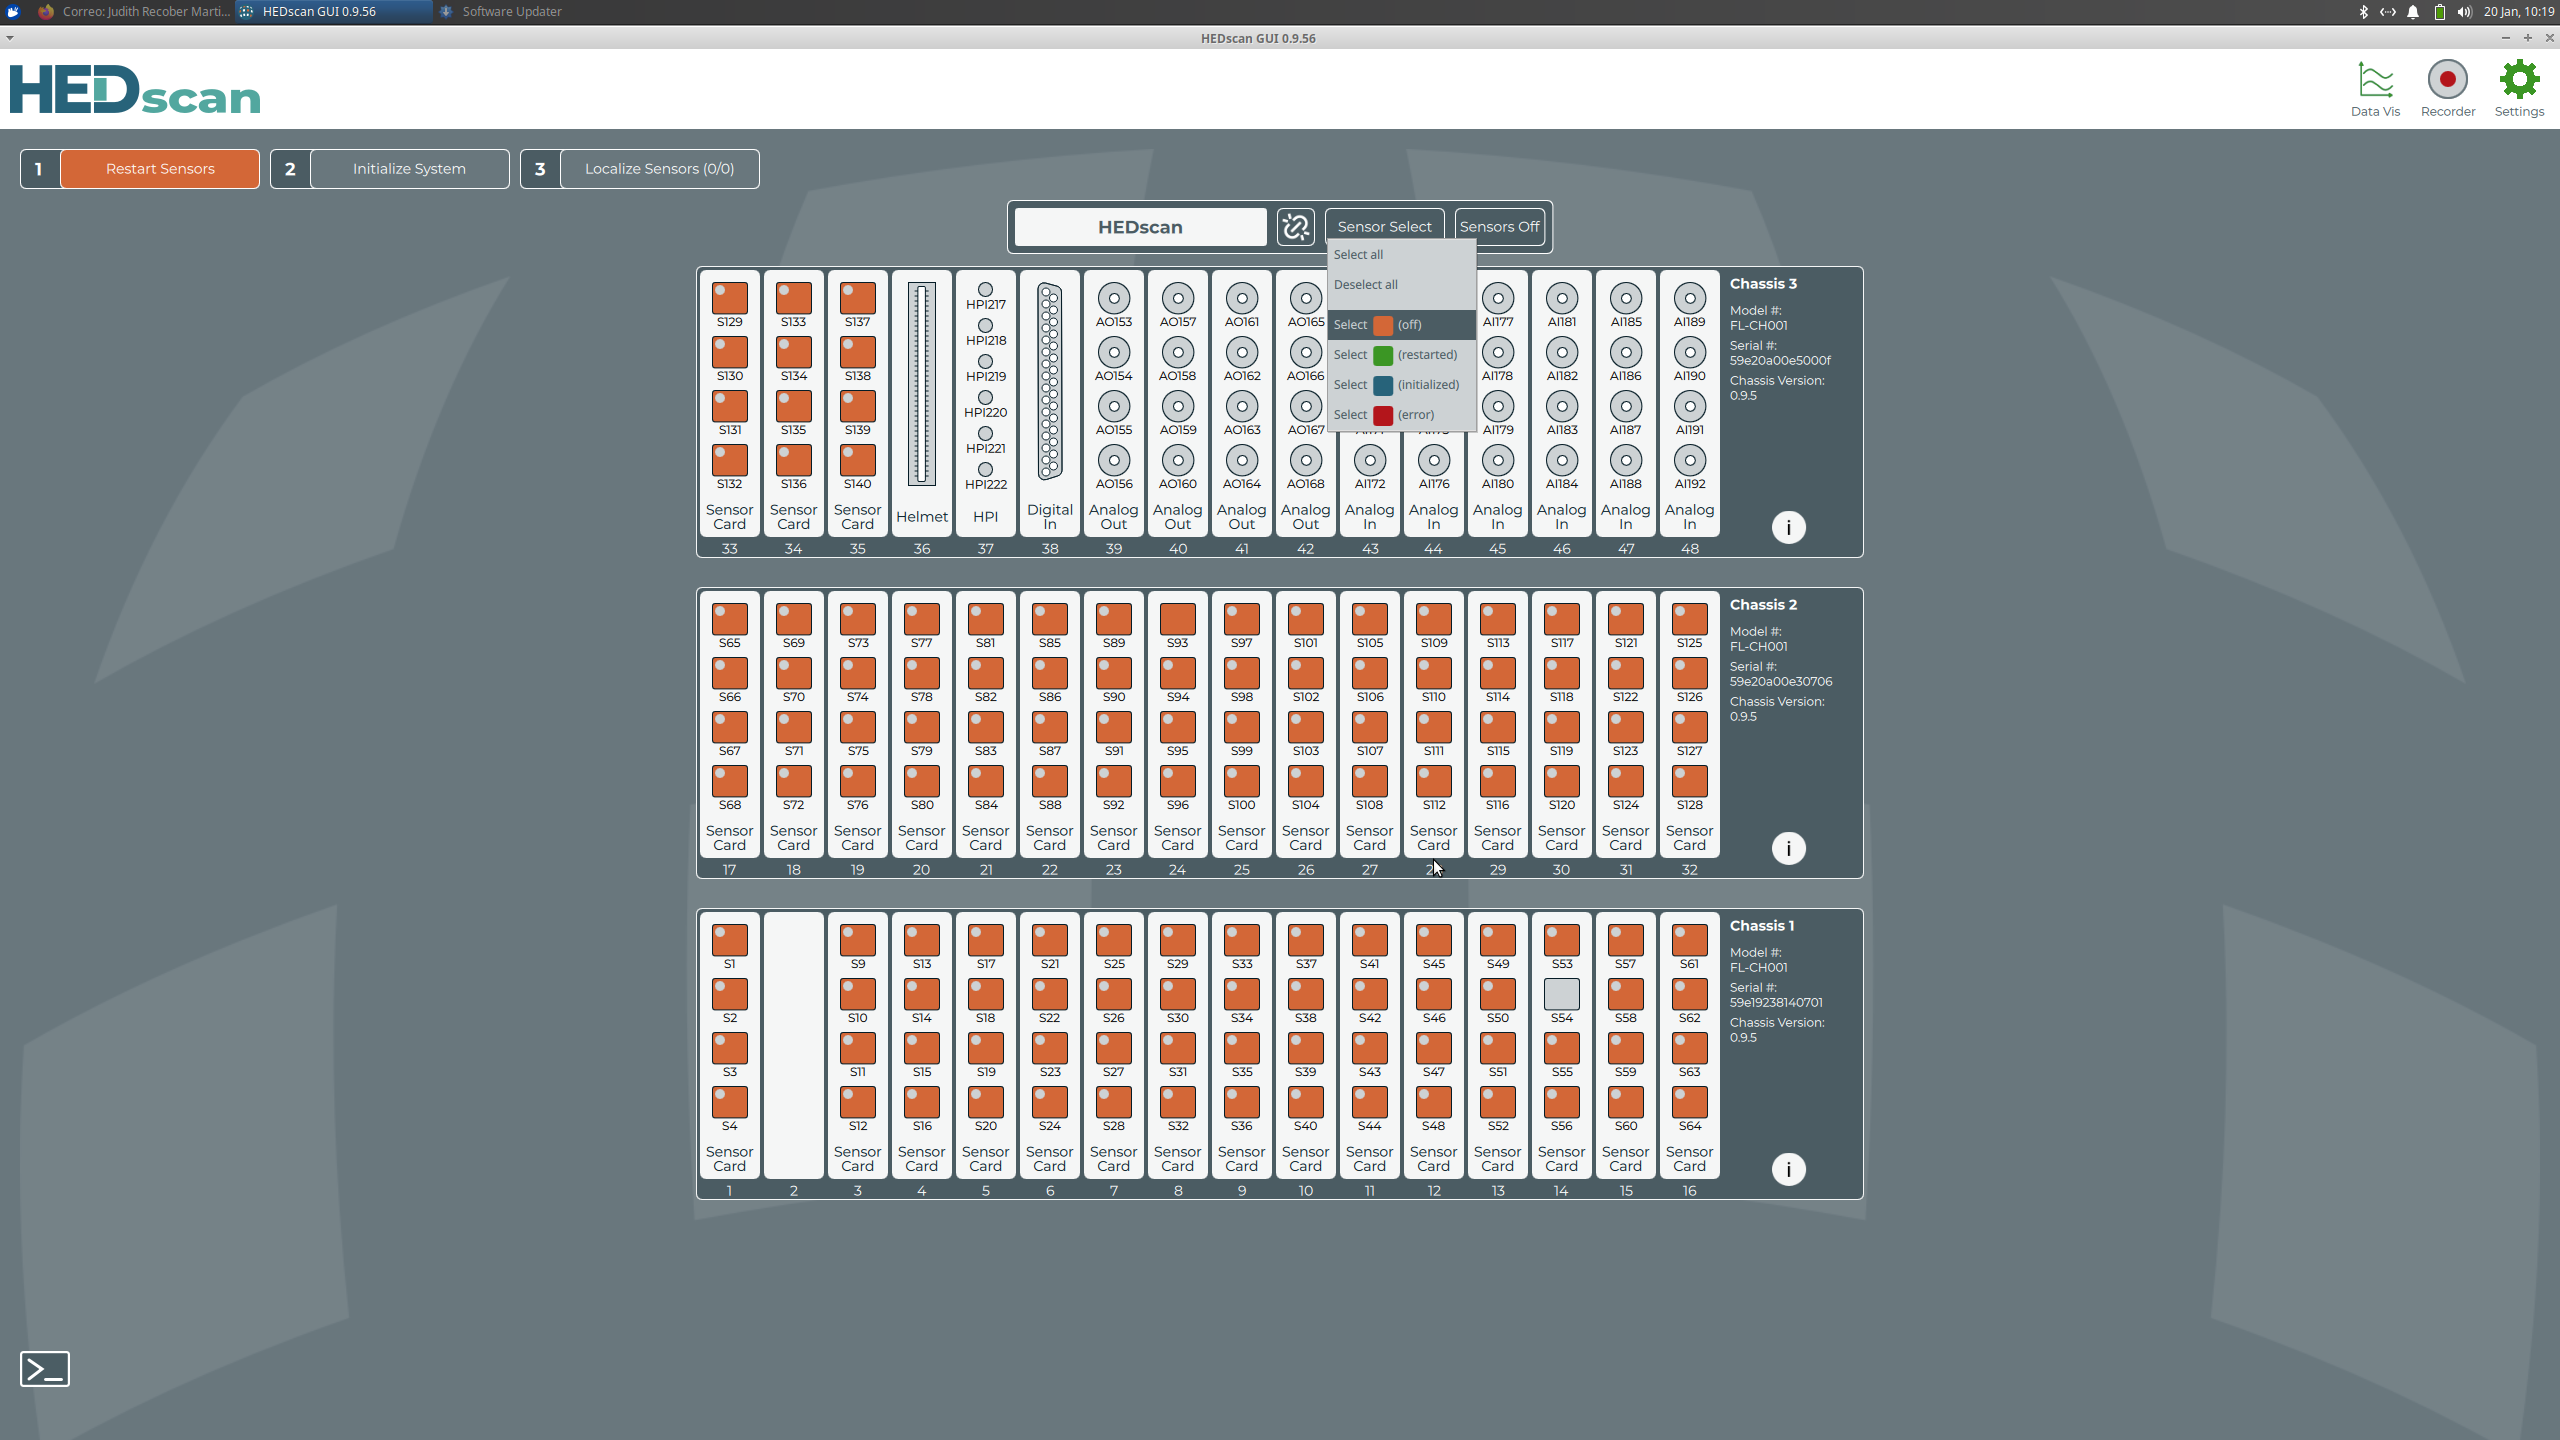 Correo: Judith Recober Marti...
HEDscan GUI 0.9.56
Software Updater
20 Jan, 10:19
HEDscan GUI 0.9.56
HEDscan
Data Vis
Recorder
Settings
1 Restart Sensors
2 Initialize System
3 Localize Sensors (0/0)
HEDscan
Sensor Select
Sensors Off
Select all
Deselect all
Select (off)
Select (restarted)
Select (initialized)
Select (error)
S129 S133 S137 HPI217 AO153 AO157 AO161 AO165 AI177 AI181 AI185 AI189
HPI218
S130 S134 S138 HPI219 AO154 AO158 AO162 AO166 AI178 AI182 AI186 AI190
HPI220
S131 S135 S139 HPI221 AO155 AO159 AO163 AO167 AI179 AI183 AI187 AI191
S132 S136 S140 HPI222 AO156 AO160 AO164 AO168 AI172 AI176 AI180 AI184 AI188 AI192
Sensor Sensor Sensor Helmet HPI Digital Analog Analog Analog Analog Analog Analog Analog Analog Analog Analog
Card Card Card In Out Out Out Out In In In In In In
33 34 35 36 37 38 39 40 41 42 43 44 45 46 47 48
Chassis 3
Model #:
FL-CH001
Serial #:
59e20a00e5000f
Chassis Version:
0.9.5
i
S65 S69 S73 S77 S81 S85 S89 S93 S97 S101 S105 S109 S113 S117 S121 S125
S66 S70 S74 S78 S82 S86 S90 S94 S98 S102 S106 S110 S114 S118 S122 S126
S67 S71 S75 S79 S83 S87 S91 S95 S99 S103 S107 S111 S115 S119 S123 S127
S68 S72 S76 S80 S84 S88 S92 S96 S100 S104 S108 S112 S116 S120 S124 S128
Sensor Sensor Sensor Sensor Sensor Sensor Sensor Sensor Sensor Sensor Sensor Sensor Sensor Sensor Sensor Sensor
Card Card Card Card Card Card Card Card Card Card Card Card Card Card Card Card
17 18 19 20 21 22 23 24 25 26 27 29 30 31 32
Chassis 2
Model #:
FL-CH001
Serial #:
59e20a00e30706
Chassis Version:
0.9.5
i
S1 S9 S13 S17 S21 S25 S29 S33 S37 S41 S45 S49 S53 S57 S61
S2 S10 S14 S18 S22 S26 S30 S34 S38 S42 S46 S50 S54 S58 S62
S3 S11 S15 S19 S23 S27 S31 S35 S39 S43 S47 S51 S55 S59 S63
S4 S12 S16 S20 S24 S28 S32 S36 S40 S44 S48 S52 S56 S60 S64
Sensor Sensor Sensor Sensor Sensor Sensor Sensor Sensor Sensor Sensor Sensor Sensor Sensor Sensor Sensor
Card Card Card Card Card Card Card Card Card Card Card Card Card Card Card
1 2 3 4 5 6 7 8 9 10 11 12 13 14 15 16
Chassis 1
Model #:
FL-CH001
Serial #:
59e19238140701
Chassis Version:
0.9.5
i